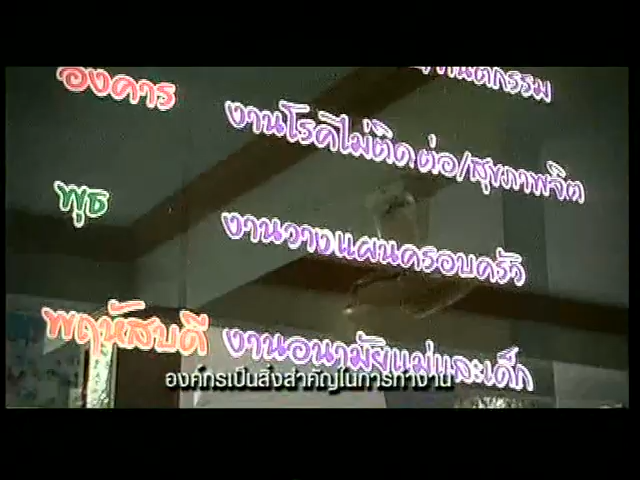 อังคาร
งานโรคไม่ติดต่อ/สุขภาพจิต
พุธ
งานวางแผนครอบครัว
พฤหัสบดี งานอนามัยแม่และเด็ก
องค์กรเป็นสิ่งสำคัญในการทำงาน